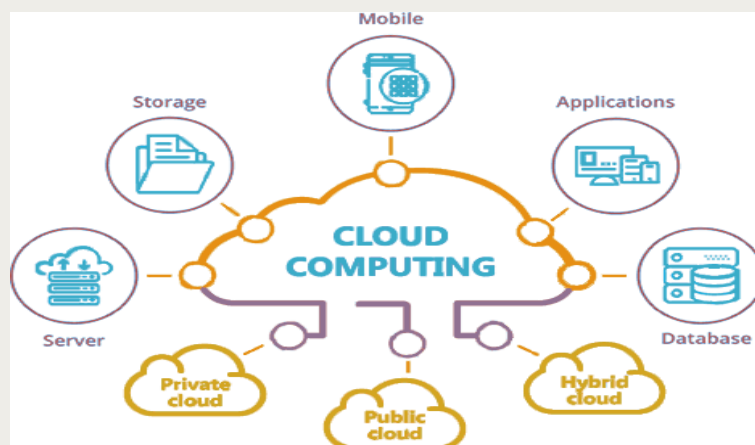 Mobile
Storage
Applications
CLOUD
COMPUTING
Server
Database
Private
cloud
Public
cloud
Hybrid
cloud